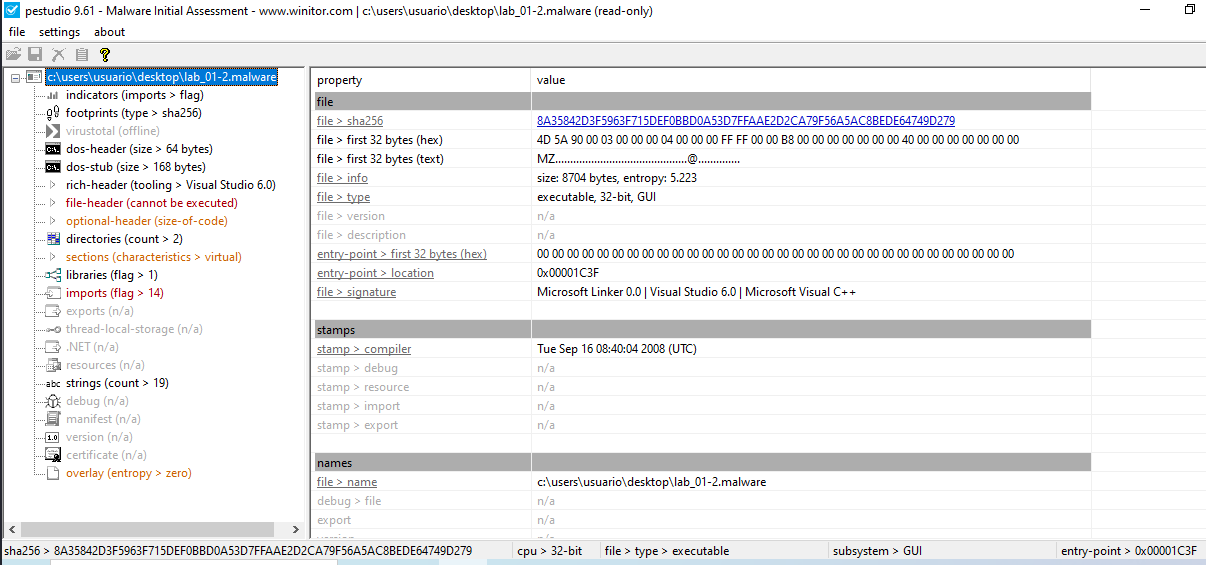 pestudio 9.61 - Malware Initial Assessment - www.winitor.com | c:\users\usuario\desktop\lab_01-2.malware (read-only)
file settings about
c:\users\usuario\desktop\lab_01-2.malware
indicators (imports > flag)
footprints (type > sha256)
virustotal (offline)
dos-header (size > 64 bytes)
dos-stub (size > 168 bytes)
rich-header (tooling > Visual Studio 6.0)
file-header (cannot be executed)
optional-header (size-of-code)
directories (count > 2)
sections (characteristics > virtual)
libraries (flag > 1)
imports (flag > 14)
exports (n/a)
thread-local-storage (n/a)
.NET (n/a)
resources (n/a)
abc strings (count > 19)
debug (n/a)
manifest (n/a)
1.0 version (n/a)
certificate (n/a)
overlay (entropy > zero)
property value
file
file > sha256 8A35842D3F5963F715DEF0BBD0A53D7FFAAE2D2CA79F56A5AC8BEDE64749D279
file > first 32 bytes (hex) 4D 5A 90 00 03 00 00 00 04 00 00 00 FF FF 00 00 B8 00 00 00 00 00 00 00 40 00 00 00 00 00 00 00
file > first 32 bytes (text) MZ............................................@..............
file > info size: 8704 bytes, entropy: 5.223
file > type executable, 32-bit, GUI
file > version n/a
file > description n/a
entry-point > first 32 bytes (hex) 00 00 00 00 00 00 00 00 00 00 00 00 00 00 00 00 00 00 00 00 00 00 00 00 00 00 00 00 00 00 00 00
entry-point > location 0x00001C3F
file > signature Microsoft Linker 0.0 | Visual Studio 6.0 | Microsoft Visual C++
stamps
stamp > compiler Tue Sep 16 08:40:04 2008 (UTC)
stamp > debug n/a
stamp > resource n/a
stamp > import n/a
stamp > export n/a
names
file > name c:\users\usuario\desktop\lab_01-2.malware
debug > file n/a
export n/a
version n/a
sha256 > 8A35842D3F5963F715DEF0BBD0A53D7FFAAE2D2CA79F56A5AC8BEDE64749D279 cpu > 32-bit file > type > executable subsystem > GUI entry-point > 0x00001C3F